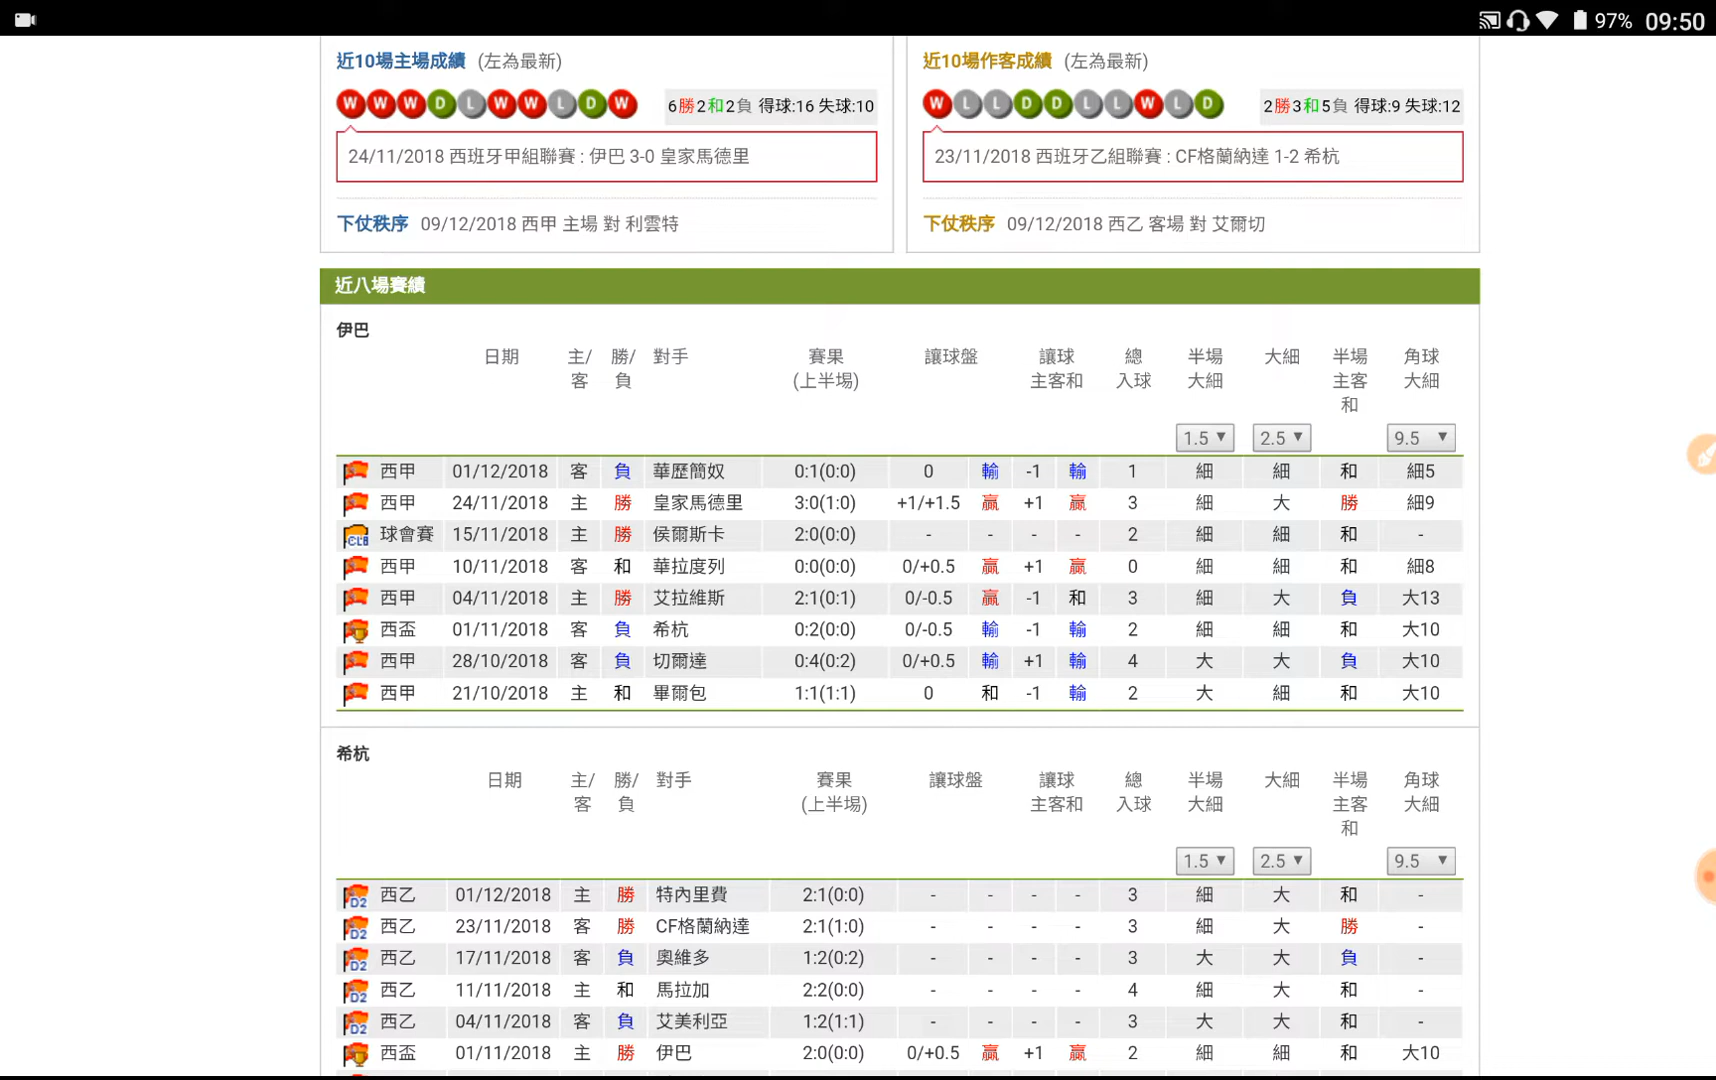 97% 09:50
近10場主場成績 (左為最新)
W W W D L W W L D W 6勝2和2負 得球:16 失球:10
24/11/2018 西班牙甲組聯賽 : 伊巴 3-0 皇家馬德里
下仗秩序 09/12/2018 西甲 主場 對 利雲特
近10場作客成績 (左為最新)
W L L D D L L W L D 2勝3和5負 得球:9 失球:12
23/11/2018 西班牙乙組聯賽 : CF格蘭納達 1-2 希杭
下仗秩序 09/12/2018 西乙 客場 對 艾爾切
近八場賽績
伊巴
日期 主/客 勝/負 對手 賽果(上半場) 讓球盤 讓球主客和 總入球 半場大細 大細 半場主客和 角球大細
1.5 2.5 9.5
西甲 01/12/2018 客 負 華歷簡奴 0:1(0:0) 0 輸 -1 輸 1 細 細 和 細5
西甲 24/11/2018 主 勝 皇家馬德里 3:0(1:0) +1/+1.5 贏 +1 贏 3 細 大 勝 細9
球會賽 15/11/2018 主 勝 侯爾斯卡 2:0(0:0) - - - - 2 細 細 和 -
西甲 10/11/2018 客 和 華拉度列 0:0(0:0) 0/+0.5 贏 +1 贏 0 細 細 和 細8
西甲 04/11/2018 主 勝 艾拉維斯 2:1(0:1) 0/-0.5 贏 -1 和 3 細 大 負 大13
西盃 01/11/2018 客 負 希杭 0:2(0:0) 0/-0.5 輸 -1 輸 2 細 細 和 大10
西甲 28/10/2018 客 負 切爾達 0:4(0:2) 0/+0.5 輸 +1 輸 4 大 大 負 大10
西甲 21/10/2018 主 和 畢爾包 1:1(1:1) 0 和 -1 輸 2 大 細 和 大10
希杭
日期 主/客 勝/負 對手 賽果(上半場) 讓球盤 讓球主客和 總入球 半場大細 大細 半場主客和 角球大細
1.5 2.5 9.5
D2 西乙 01/12/2018 主 勝 特內里費 2:1(0:0) - - - - 3 細 大 和 -
D2 西乙 23/11/2018 客 勝 CF格蘭納達 2:1(1:0) - - - - 3 細 大 勝 -
D2 西乙 17/11/2018 客 負 奧維多 1:2(0:2) - - - - 3 大 大 負 -
D2 西乙 11/11/2018 主 和 馬拉加 2:2(0:0) - - - - 4 細 大 和 -
D2 西乙 04/11/2018 客 負 艾美利亞 1:2(1:1) - - - - 3 大 大 和 -
西盃 01/11/2018 主 勝 伊巴 2:0(0:0) 0/+0.5 贏 +1 贏 2 細 細 和 大10